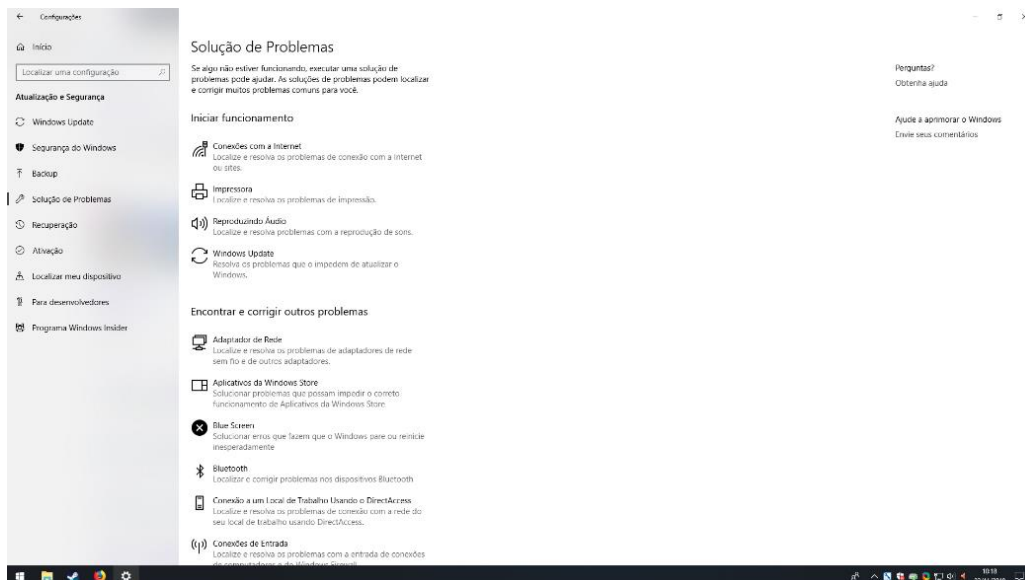 Configurações
Início
Localizar uma configuração
Atualização e Segurança
Windows Update
Segurança do Windows
Backup
Solução de Problemas
Recuperação
Ativação
Localizar meu dispositivo
Para desenvolvedores
Programa Windows Insider
Solução de Problemas
Se algo não estiver funcionando, executar uma solução de
problemas pode ajudar. As soluções de problemas podem localizar
e corrigir muitos problemas comuns para você.
Iniciar funcionamento
Conexões com a Internet
Localize e resolva os problemas de conexão com a Internet
ou sites.
Impressora
Localize e resolva os problemas de impressão.
Reproduzindo Áudio
Localize e resolva problemas com a reprodução de sons.
Windows Update
Resolva os problemas que o impedem de atualizar o
Windows.
Encontrar e corrigir outros problemas
Adaptador de Rede
Localize e resolva os problemas de adaptadores de rede
sem fio e de outros adaptadores.
Aplicativos da Windows Store
Solucionar problemas que possam impedir o correto
funcionamento de Aplicativos da Windows Store
Blue Screen
Solucionar erros que fazem que o Windows pare ou reinicie
inesperadamente
Bluetooth
Localizar e corrigir problemas nos dispositivos Bluetooth
Conexão a um Local de Trabalho Usando o DirectAccess
Localize e resolva os problemas de conexão com a rede do
seu local de trabalho usando DirectAccess.
Conexões de Entrada
Localize e resolva os problemas com a entrada de conexões
de computadores e do Windows Firewall
Perguntas?
Obtenha ajuda
Ajude a aprimorar o Windows
Envie seus comentários
10:18